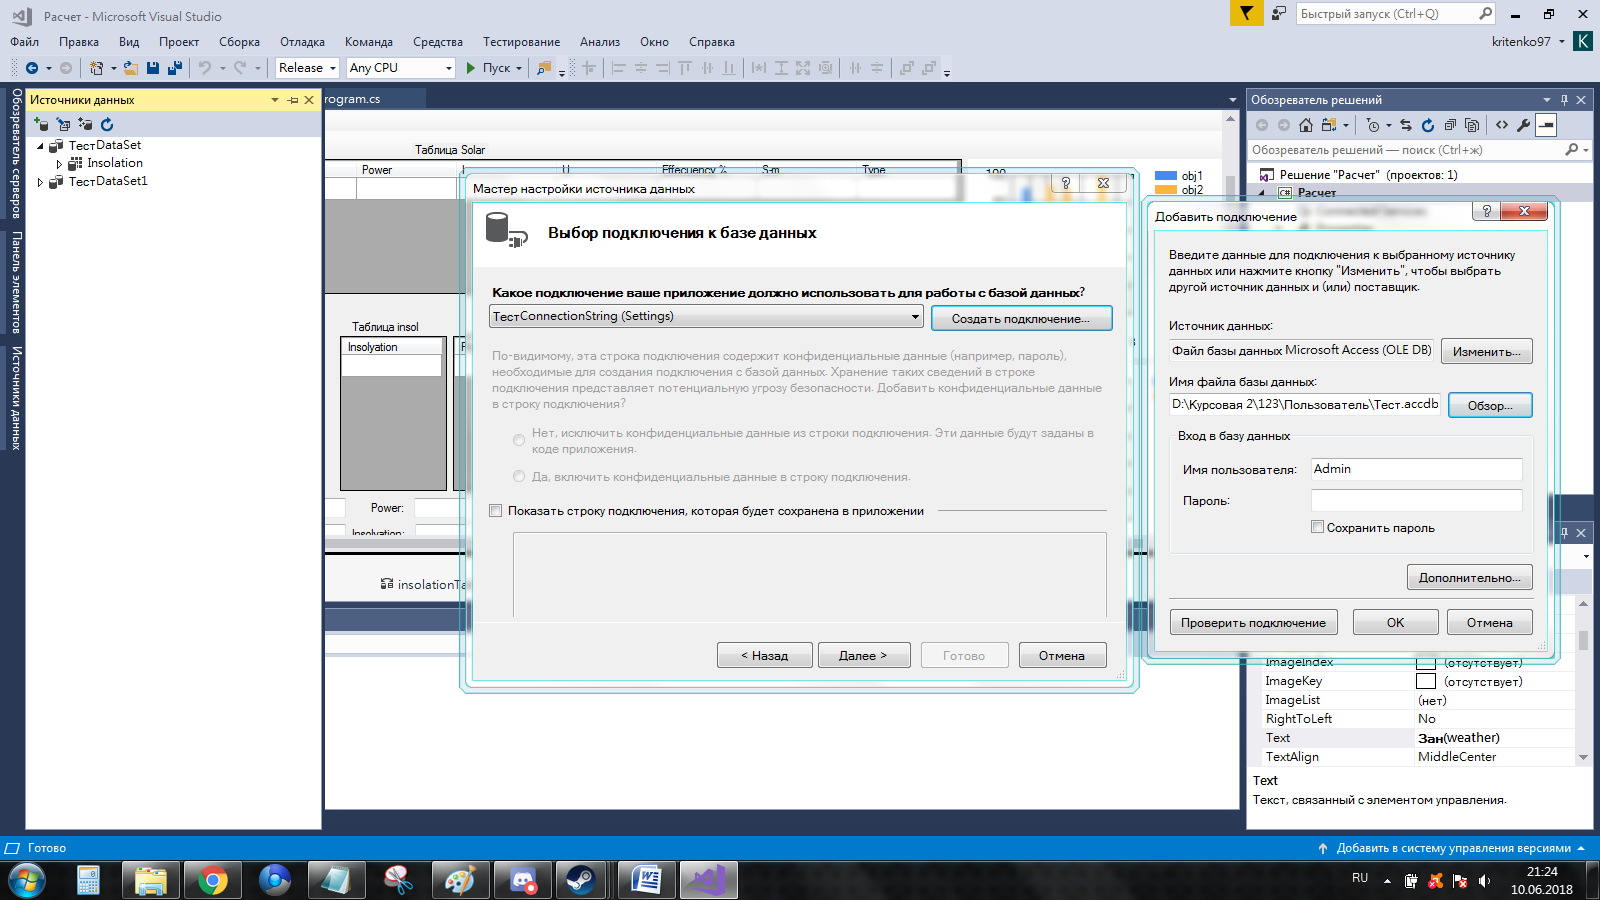 Расчет - Microsoft Visual Studio
Быстрый запуск (Ctrl+Q)
Файл Правка Вид Проект Сборка Отладка Команда Средства Тестирование Анализ Окно Справка
kritenko97 K
Release Any CPU Пуск
Обозреватель серверов
Панель элементов
Источники данных
Источники данных
ТестDataSet
Insolation
ТестDataSet1
rogram.cs
Таблица Solar
Power U Effecuncy % S-m Type
100
obj1
obj2
Таблица insol
Insolyation
Power:
Insolvation:
insolationTa
Мастер настройки источника данных
Выбор подключения к базе данных
Какое подключение ваше приложение должно использовать для работы с базой данных?
ТестConnectionString (Settings)
Создать подключение...
По-видимому, эта строка подключения содержит конфиденциальные данные (например, пароль),
необходимые для создания подключения с базой данных. Хранение таких сведений в строке
подключения представляет потенциальную угрозу безопасности. Добавить конфиденциальные данные
в строку подключения?
Нет, исключить конфиденциальные данные из строки подключения. Эти данные будут заданы в
коде приложения.
Да, включить конфиденциальные данные в строку подключения.
Показать строку подключения, которая будет сохранена в приложении
< Назад Далее > Готово Отмена
Обозреватель решений
Обозреватель решений — поиск (Ctrl+ж)
Решение "Расчет" (проектов: 1)
C# Расчет
Добавить подключение
Введите данные для подключения к выбранному источнику
данных или нажмите кнопку "Изменить", чтобы выбрать
другой источник данных и (или) поставщик.
Источник данных:
Файл базы данных Microsoft Access (OLE DB)
Изменить...
Имя файла базы данных:
D:\Курсовая 2\123\Пользователь\Тест.accdb
Обзор...
Вход в базу данных
Имя пользователя: Admin
Пароль:
Сохранить пароль
Дополнительно...
Проверить подключение OK Отмена
ImageIndex (отсутствует)
ImageKey (отсутствует)
ImageList (нет)
RightToLeft No
Text Зан(weather)
TextAlign MiddleCenter
Text
Текст, связанный с элементом управления.
Готово
Добавить в систему управления версиями
RU
21:24
10.06.2018